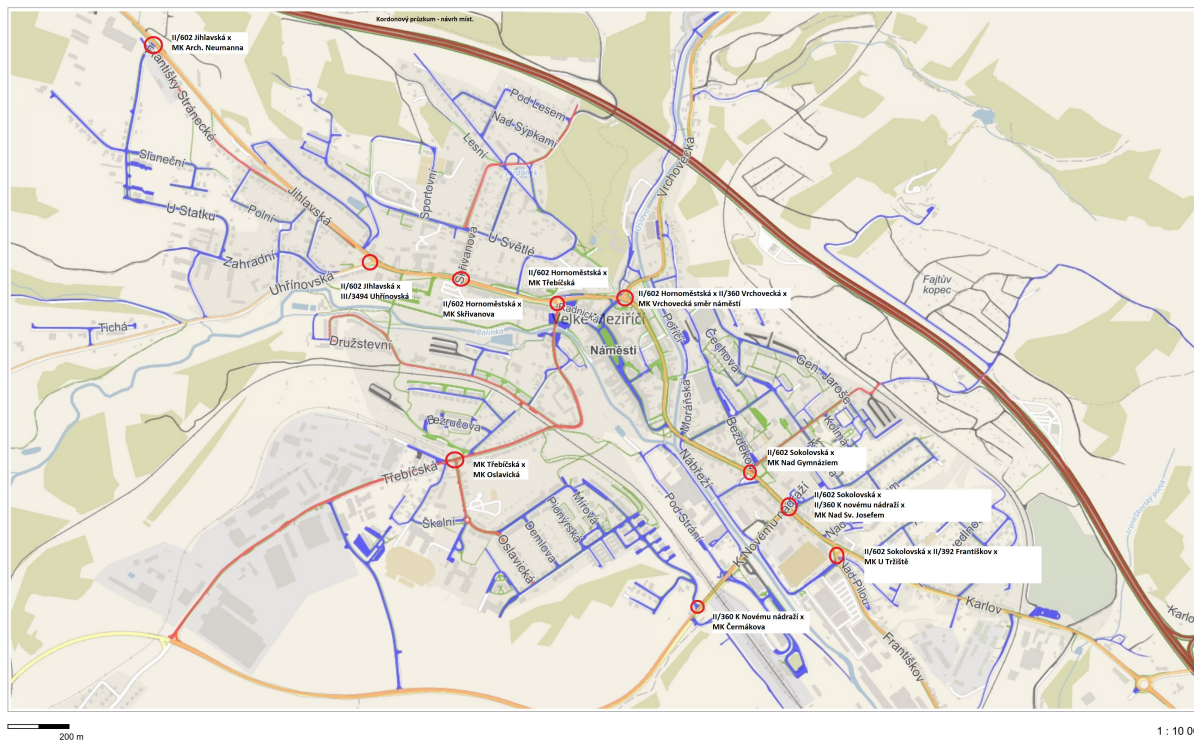 Kordonový průzkum - návrh míst.
II/602 Jihlavská x
MK Arch. Neumanna
Františky Stránecké
Pod Lesem
Nad Sýpkami
Lesní
Vrchovecká
Sluneční
Sportovní
Jihlavská
U Statku
Polní
U Světlé
Skřivanova
Zahradní
Uhřínovská
Fajtův
kopec
II/602 Jihlavská x
III/3494 Uhřínovská
II/602 Hornoměstská x
MK Třebíčská
II/602 Hornoměstská x
MK Skřivanova
II/602 Hornoměstská x II/360 Vrchovecká x
MK Vrchovecká směr náměstí
Radnická
Velké Meziříčí
Tichá
Balinka
Družstevní
Náměstí
Poříčí
Čechova
Gen. Jaroše
Moráňská
Bezručova
Bezděkov
II/602 Sokolovská x
MK Nad Gymnáziem
Třebíčská
MK Třebíčská x
MK Oslavická
Nábřeží
II/602 Sokolovská x
II/360 K novému nádraží x
MK Nad Sv. Josefem
Pod Strání
K Novému nádraží
Mírová
Pionýrská
Demlova
Školní
Oslavická
II/602 Sokolovská x II/392 Františkov x
MK U Tržiště
Nad Pilou
Karlov
II/360 K Novému nádraží x
MK Čermákova
Františkov
200 m